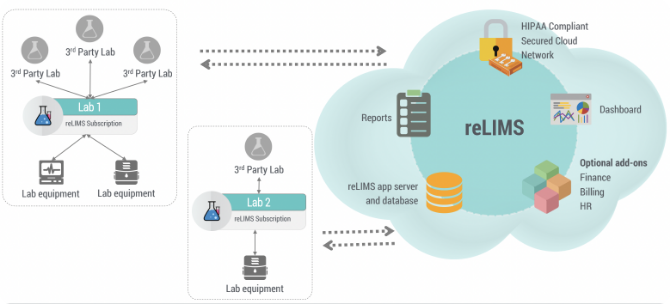 3rd Party Lab
3rd Party Lab
3rd Party Lab
Lab 1
reLIMS Subscription
Lab equipment
Lab equipment
3rd Party Lab
Lab 2
reLIMS Subscription
Lab equipment
HIPAA Compliant
Secured Cloud
Network
Reports
reLIMS
Dashboard
reLIMS app server
and database
Optional add-ons
Finance
Billing
HR